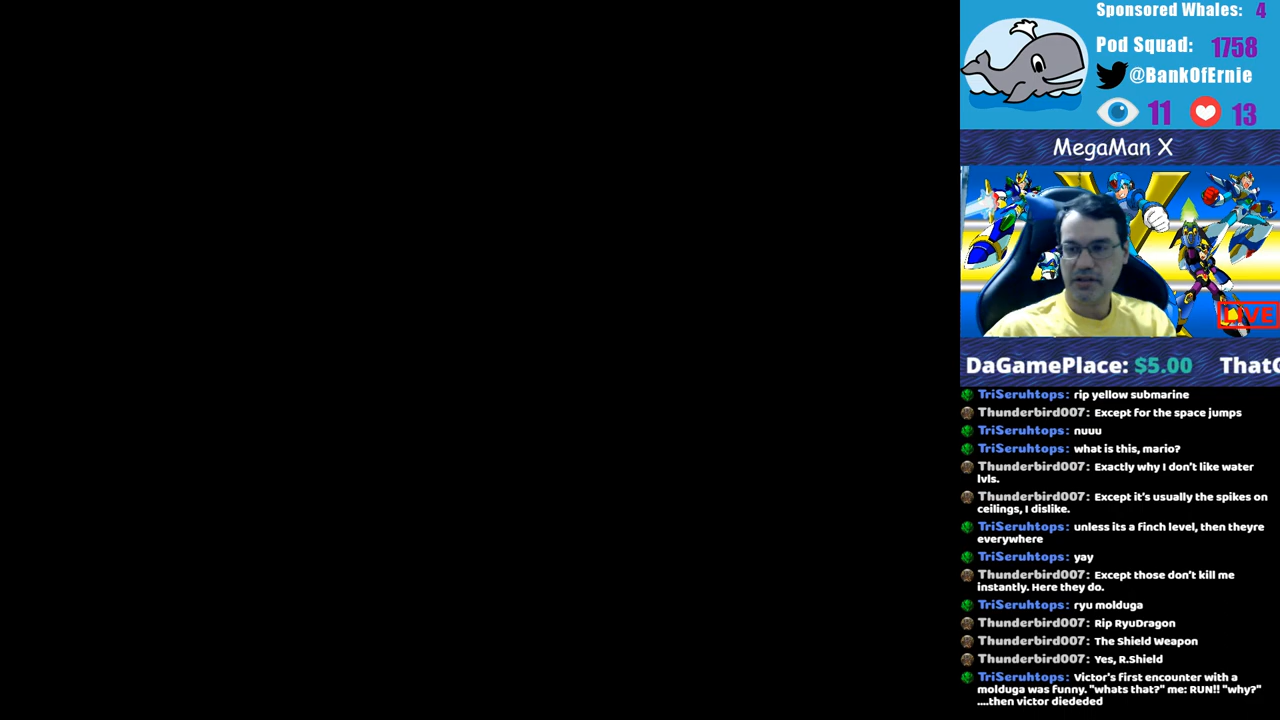 Sponsored Whales: 4
Pod Squad: 1758
@BankOfErnie
11 13
MegaMan X
LIVE
DaGamePlace: $5.00 ThatG
TriSeruhtops: rip yellow submarine
Thunderbird007: Except for the space jumps
TriSeruhtops: nuuu
TriSeruhtops: what is this, mario?
Thunderbird007: Exactly why I don't like water
lvls.
Thunderbird007: Except it's usually the spikes on
ceilings, I dislike.
TriSeruhtops: unless its a finch level, then theyre
everywhere
TriSeruhtops: yay
Thunderbird007: Except those don't kill me
instantly. Here they do.
TriSeruhtops: ryu molduga
Thunderbird007: Rip RyuDragon
Thunderbird007: The Shield Weapon
Thunderbird007: Yes, R.Shield
TriSeruhtops: Victor's first encounter with a
molduga was funny. "whats that?" me: RUN!! "why?"
....then victor diededed